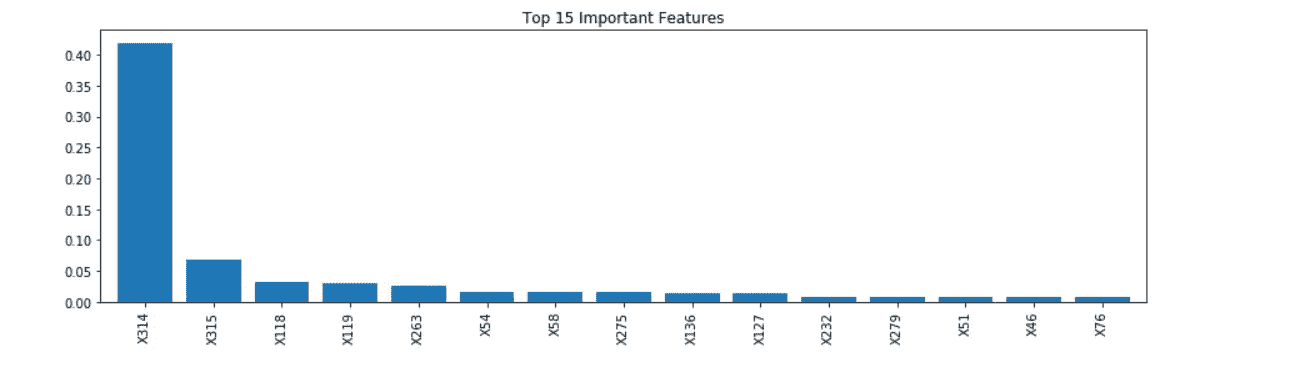 Top 15 Important Features
0.40
0.35
0.30
0.25
0.20
0.15
0.10
0.05
0.00
X314
X315
X118
X119
X263
X54
X58
X275
X136
X127
X232
X279
X51
X46
X76